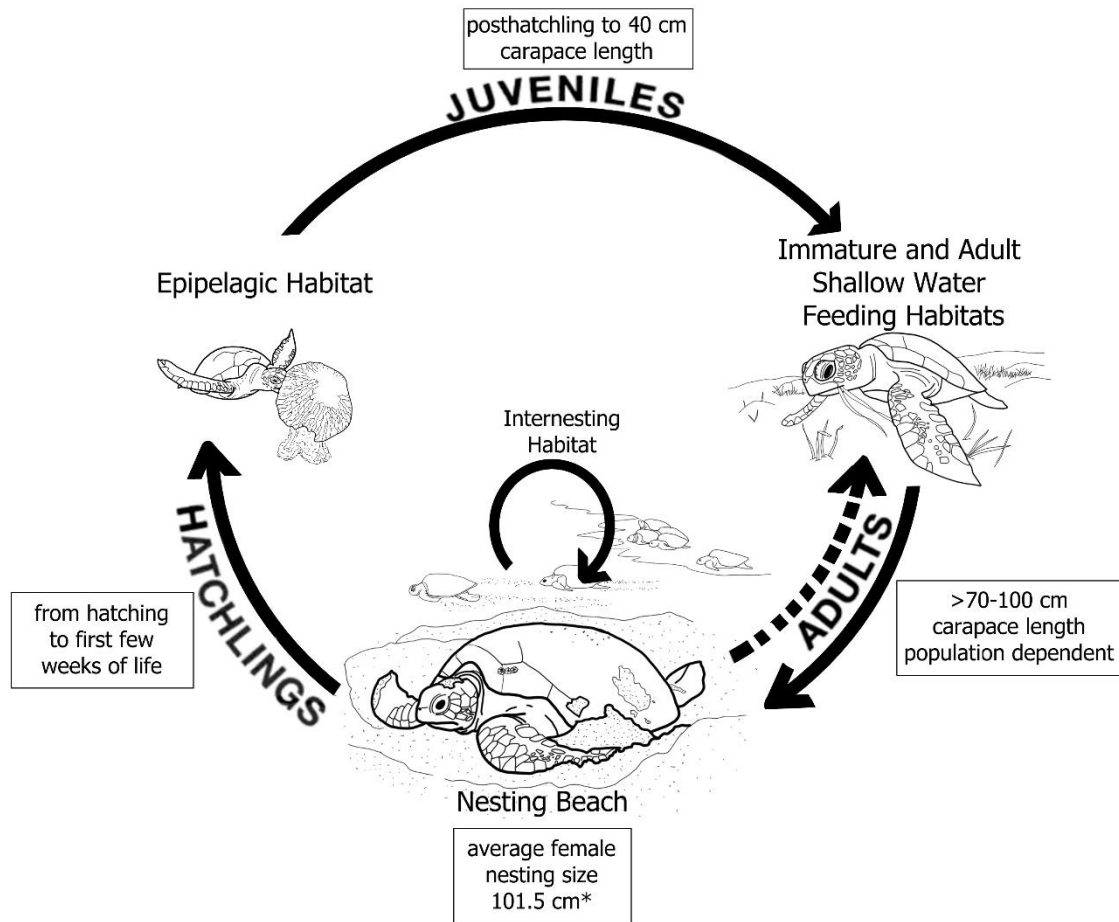 posthatchling to 40 cm
carapace length
JUVENILES
Epipelagic Habitat
Immature and Adult
Shallow Water
Feeding Habitats
Internesting
Habitat
HATCHLINGS
from hatching
to first few
weeks of life
ADULTS
>70-100 cm
carapace length
population dependent
Nesting Beach
average female
nesting size
101.5 cm*